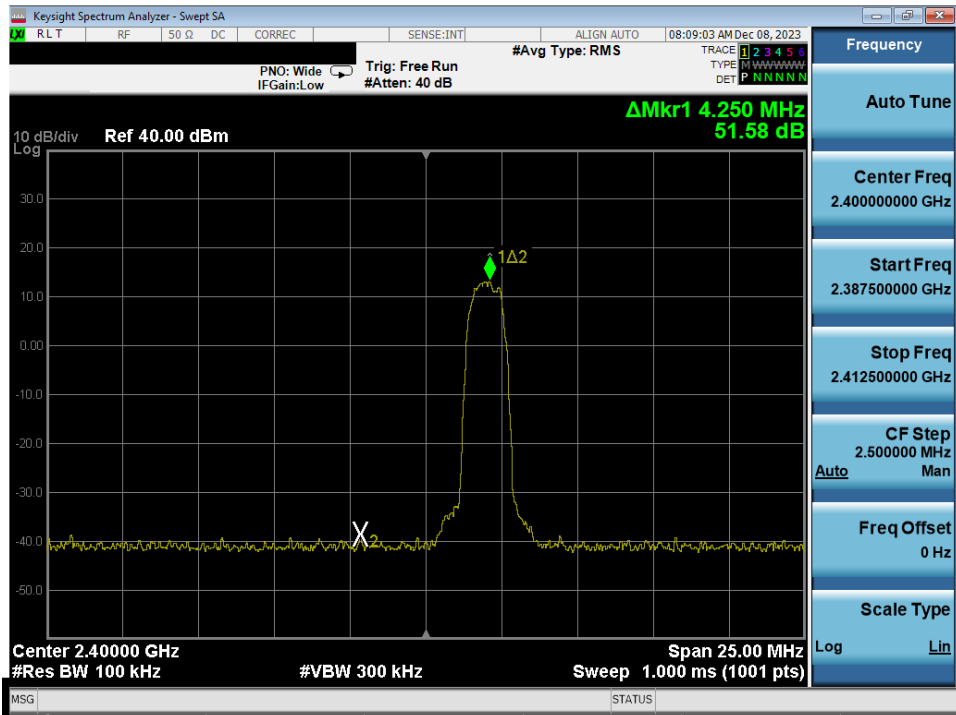 Keysight Spectrum Analyzer - Swept SA
LXI RLT RF 50 Ω DC CORREC SENSE:INT ALIGN AUTO 08:09:03 AM Dec 08, 2023
PNO: Wide
IFGain:Low
Trig: Free Run
#Atten: 40 dB
#Avg Type: RMS
TRACE 1 2 3 4 5 6
TYPE M WWWWW
DET P N N N N N
ΔMkr1 4.250 MHz
51.58 dB
10 dB/div Ref 40.00 dBm
Log
30.0
20.0
10.0
0.00
-10.0
-20.0
-30.0
-40.0
-50.0
1Δ2
X2
Center 2.40000 GHz Span 25.00 MHz
#Res BW 100 kHz #VBW 300 kHz Sweep 1.000 ms (1001 pts)
MSG STATUS
Frequency
Auto Tune
Center Freq
2.400000000 GHz
Start Freq
2.387500000 GHz
Stop Freq
2.412500000 GHz
CF Step
2.500000 MHz
Auto Man
Freq Offset
0 Hz
Scale Type
Log Lin